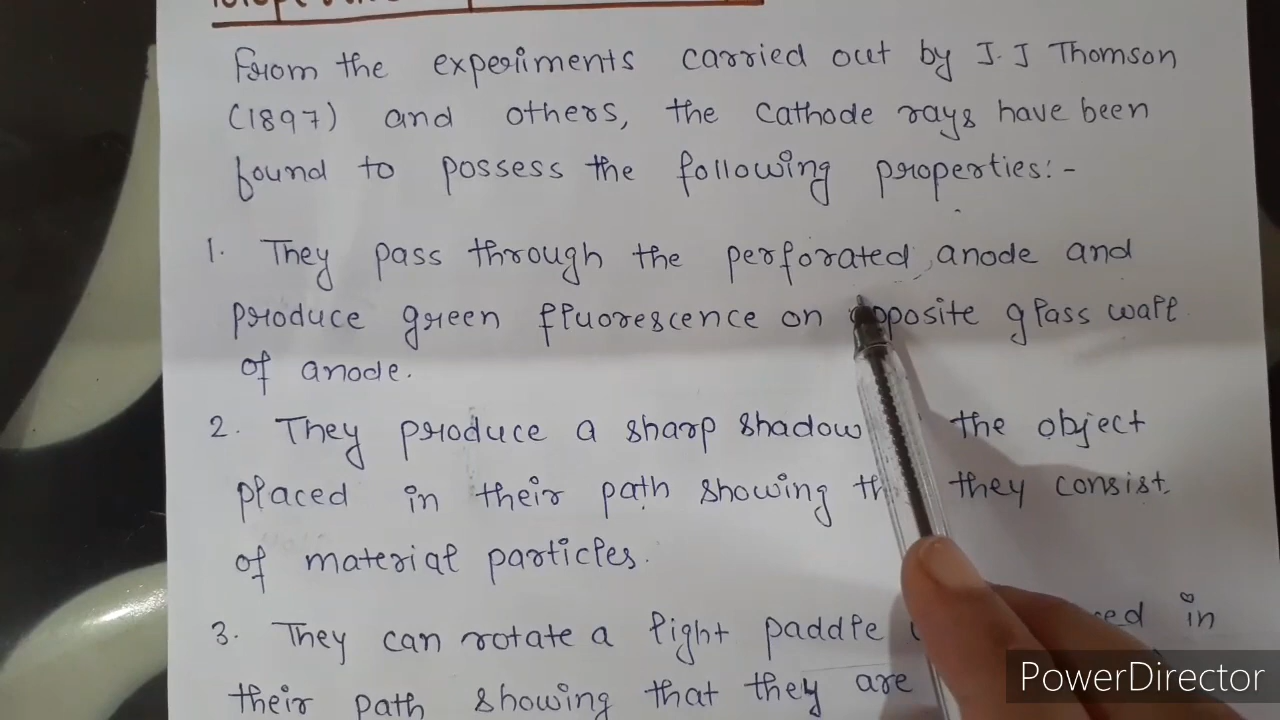 From the experiments carried out by J.J Thomson
(1897) and others, the cathode rays have been
found to possess the following properties:-
1. They pass through the perforated anode and
produce green fluorescence on opposite glass wall
of anode.
2. They produce a sharp shadow the object
placed in their path showing they consist
of material particles.
3. They can rotate a light paddle in
their path showing that they are
PowerDirector